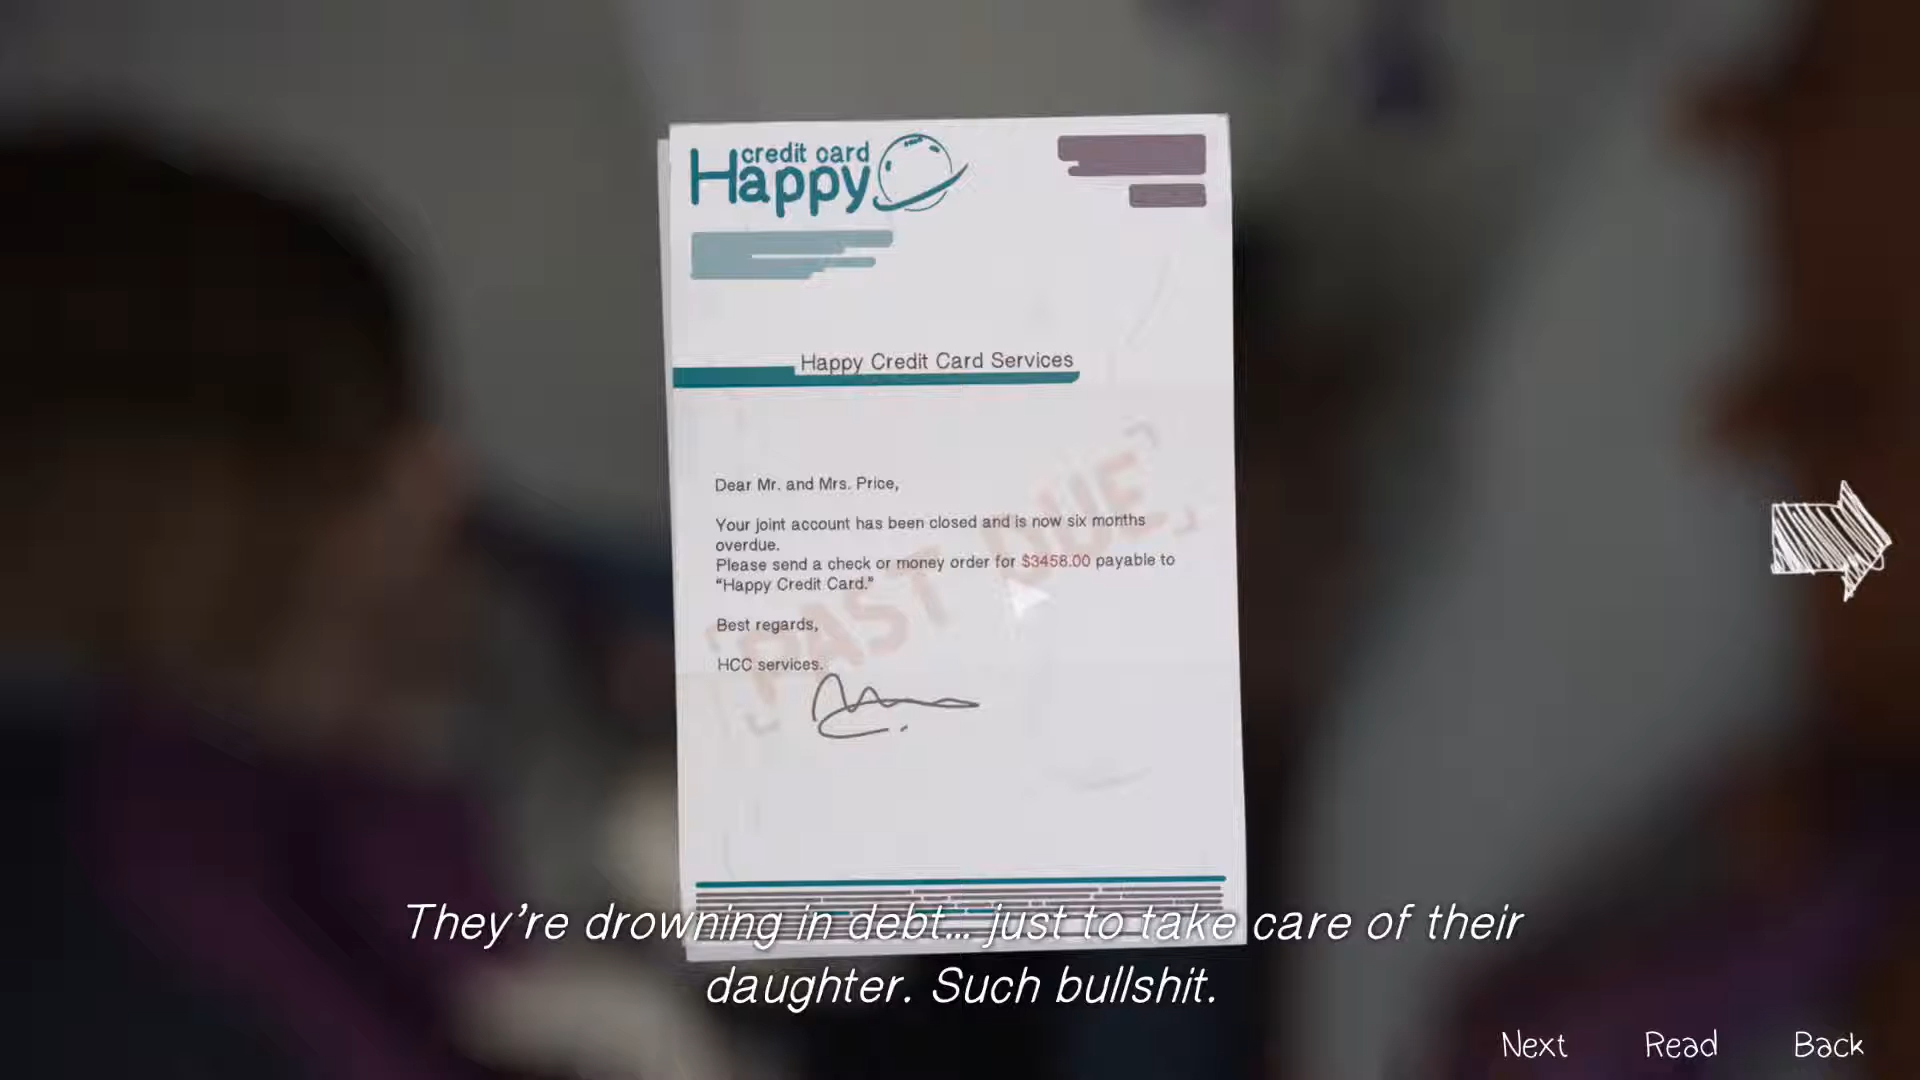 credit card
Happy
Happy Credit Card Services
Dear Mr. and Mrs. Price,
Your joint account has been closed and is now six months
overdue.
Please send a check or money order for $3458.00 payable to
“Happy Credit Card.”
PAST DUE
Best regards,
HCC services.
They’re drowning in debt... just to take care of their
daughter. Such bullshit.
Next Read Back